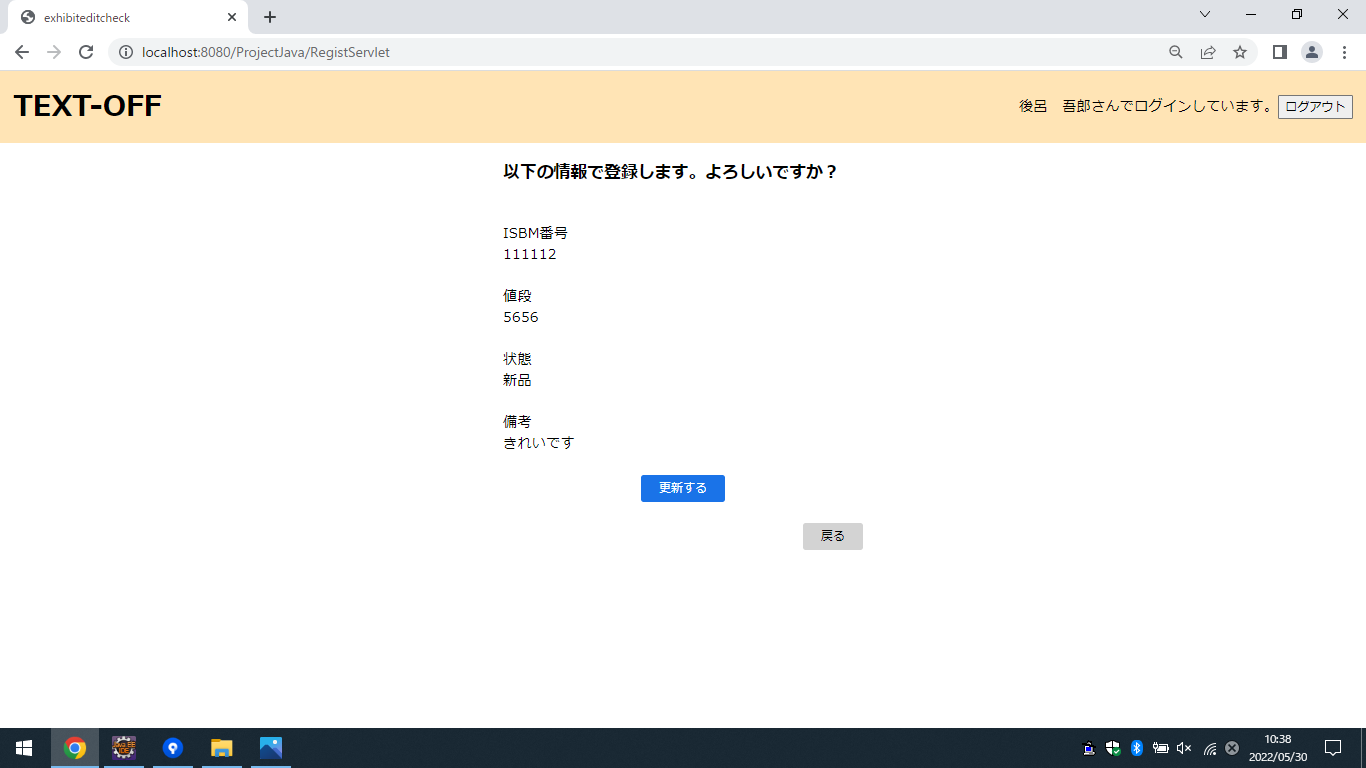 exhibiteditcheck
localhost:8080/ProjectJava/RegistServlet
TEXT-OFF
後呂　吾郎さんでログインしています。 ログアウト
以下の情報で登録します。よろしいですか？
ISBM番号
111112
値段
5656
状態
新品
備考
きれいです
更新する
戻る
10:38
2022/05/30